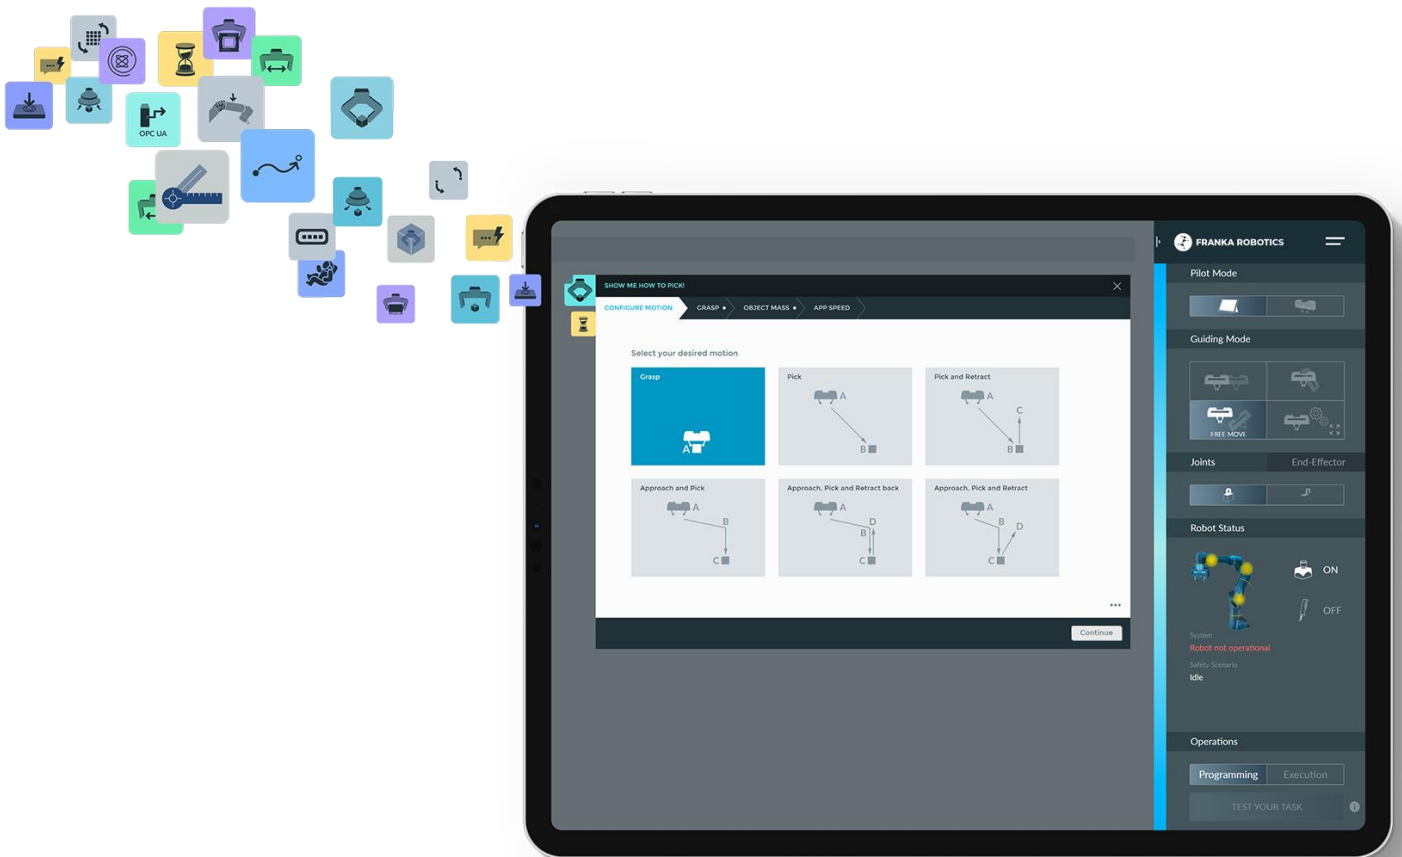 OPC UA
FRANKA ROBOTICS
Pilot Mode
SHOW ME HOW TO PICK!
CONFIGURE MOTION
GRASP
OBJECT MASS
APP SPEED
Guiding Mode
Select your desired motion
Grasp
A
Pick
A
B
Pick and Retract
A
C
B
FREE MOVE
Approach and Pick
A
B
C
Approach, Pick and Retract back
A
D
B
C
Approach, Pick and Retract
A
B
D
C
Continue
Joints
End-Effector
Robot Status
ON
OFF
System
Robot not operational
Safety Scenario
Idle
Operations
Programming
Execution
TEST YOUR TASK